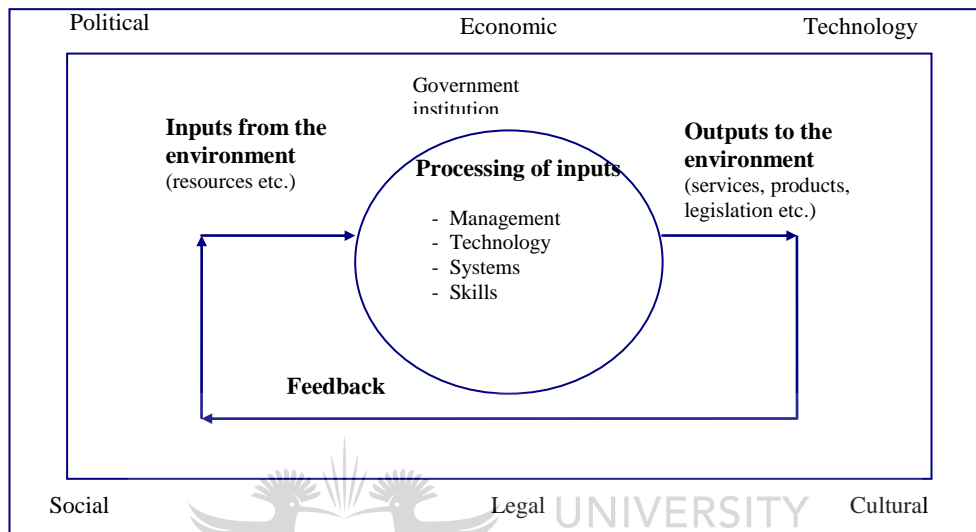 Political Economic Technology
Government
institution
Inputs from the
environment
(resources etc.)
Processing of inputs
- Management
- Technology
- Systems
- Skills
Outputs to the
environment
(services, products,
legislation etc.)
Feedback
Social Legal Cultural
UNIVERSITY